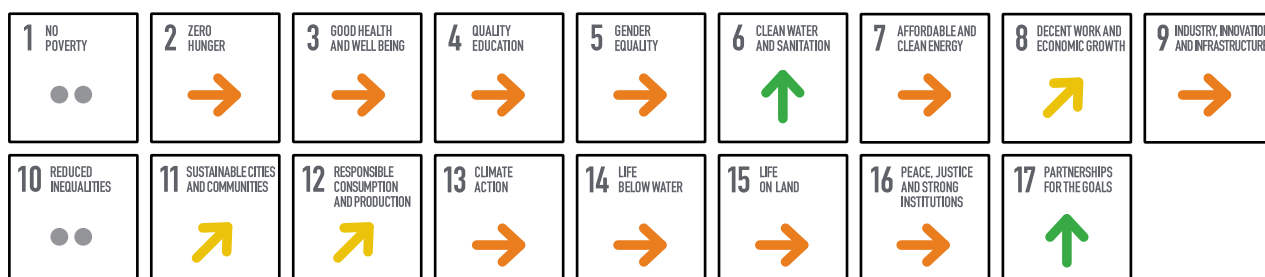 1 NO
POVERTY
2 ZERO
HUNGER
3 GOOD HEALTH
AND WELL BEING
4 QUALITY
EDUCATION
5 GENDER
EQUALITY
6 CLEAN WATER
AND SANITATION
7 AFFORDABLE AND
CLEAN ENERGY
8 DECENT WORK AND
ECONOMIC GROWTH
9 INDUSTRY, INNOVATION
AND INFRASTRUCTURE
10 REDUCED
INEQUALITIES
11 SUSTAINABLE CITIES
AND COMMUNITIES
12 RESPONSIBLE
CONSUMPTION
AND PRODUCTION
13 CLIMATE
ACTION
14 LIFE
BELOW WATER
15 LIFE
ON LAND
16 PEACE, JUSTICE
AND STRONG
INSTITUTIONS
17 PARTNERSHIPS
FOR THE GOALS